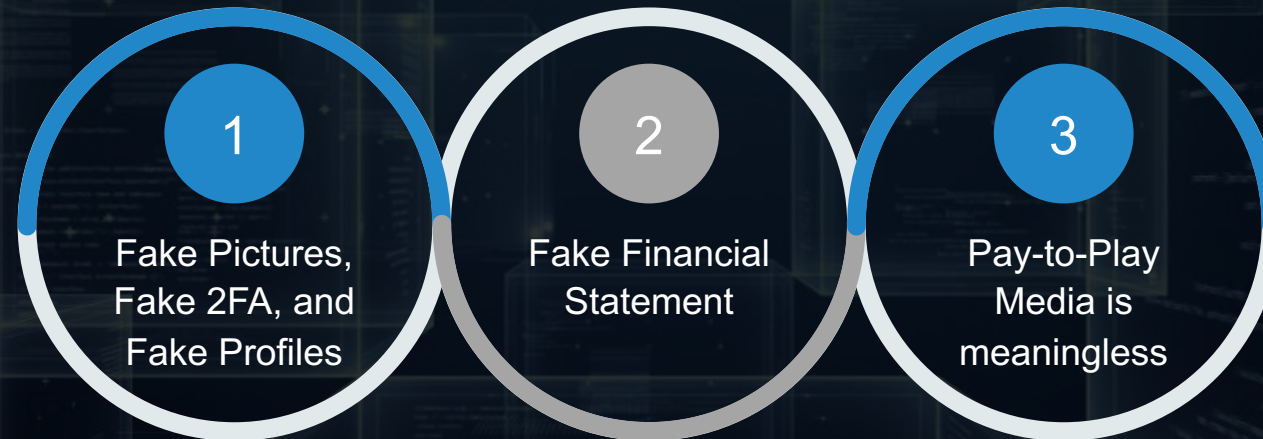 1
Fake Pictures,
Fake 2FA, and
Fake Profiles
2
Fake Financial
Statement
3
Pay-to-Play
Media is
meaningless